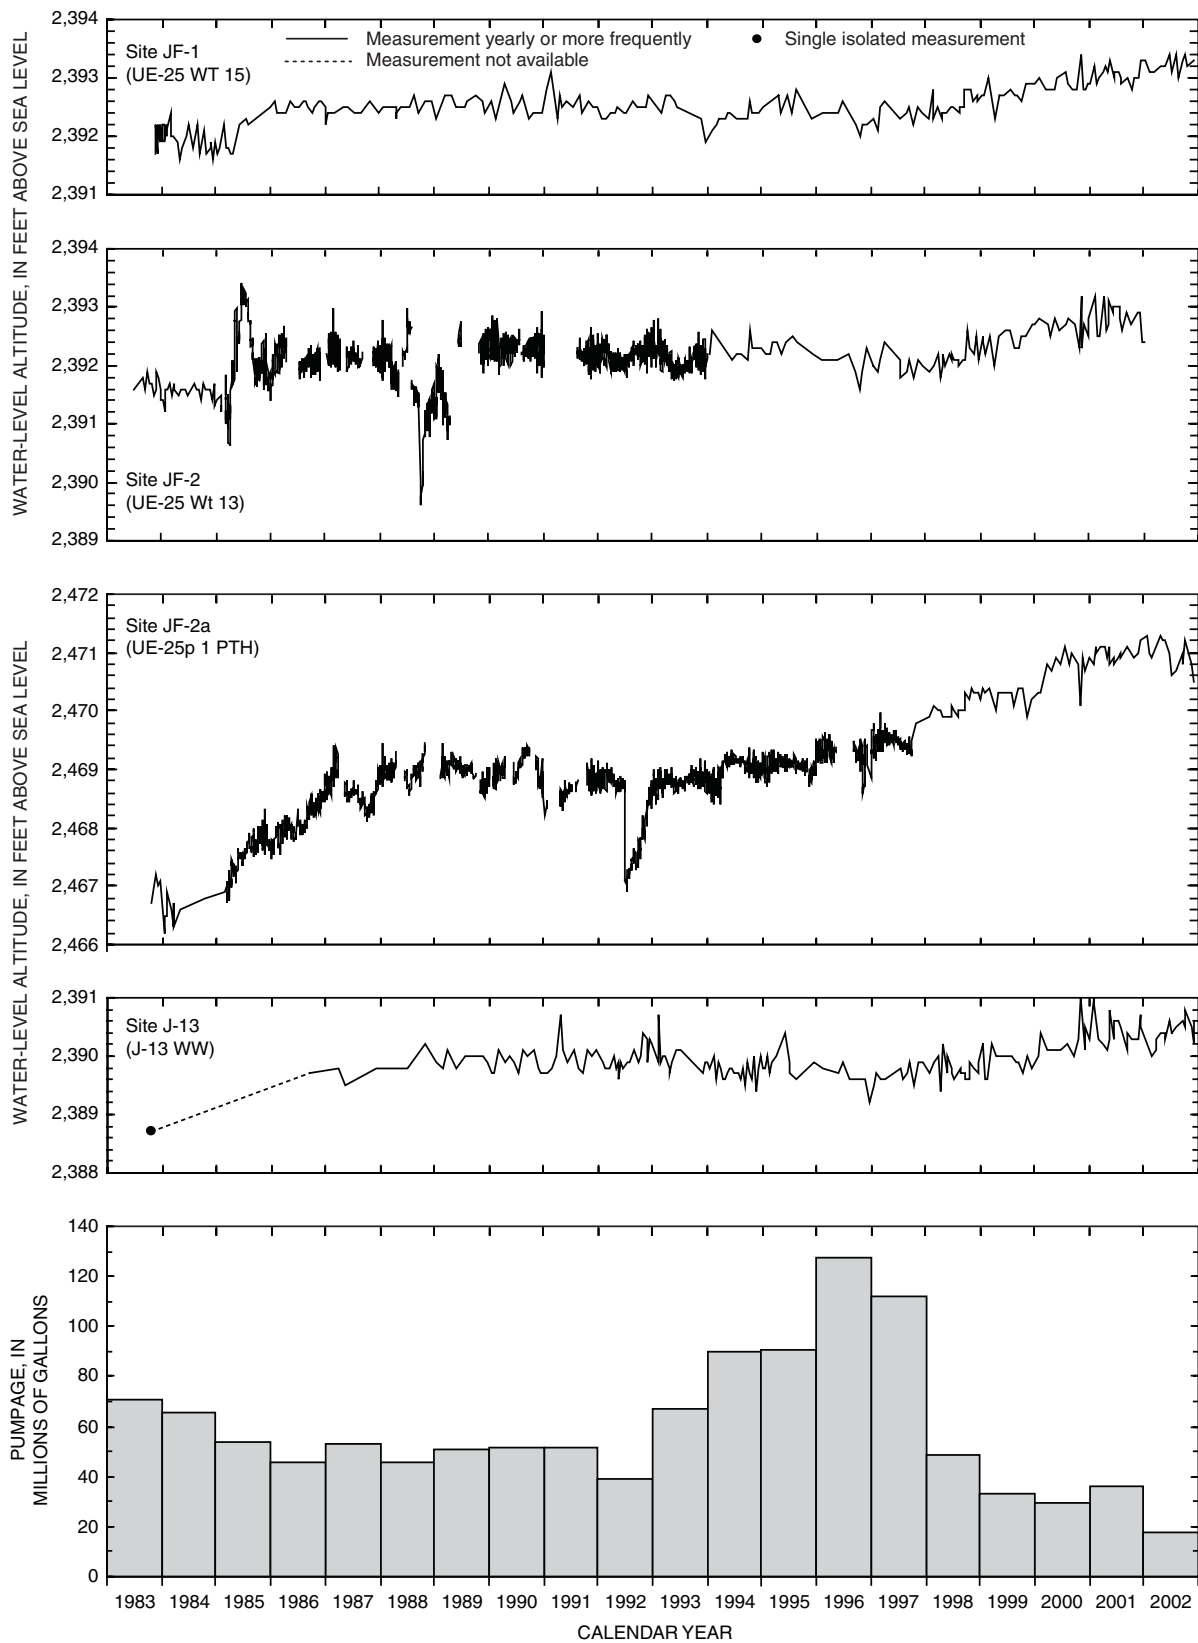 WATER-LEVEL ALTITUDE, IN FEET ABOVE SEA LEVEL
2,394
2,393
2,392
2,391
Site JF-1
(UE-25 WT 15)
Measurement yearly or more frequently
Measurement not available
Single isolated measurement
2,394
2,393
2,392
2,391
2,390
2,389
Site JF-2
(UE-25 Wt 13)
WATER-LEVEL ALTITUDE, IN FEET ABOVE SEA LEVEL
2,472
2,471
2,470
2,469
2,468
2,467
2,466
Site JF-2a
(UE-25p 1 PTH)
2,391
2,390
2,389
2,388
Site J-13
(J-13 WW)
PUMPAGE, IN
MILLIONS OF GALLONS
140
120
100
80
60
40
20
0
1983 1984 1985 1986 1987 1988 1989 1990 1991 1992 1993 1994 1995 1996 1997 1998 1999 2000 2001 2002
CALENDAR YEAR